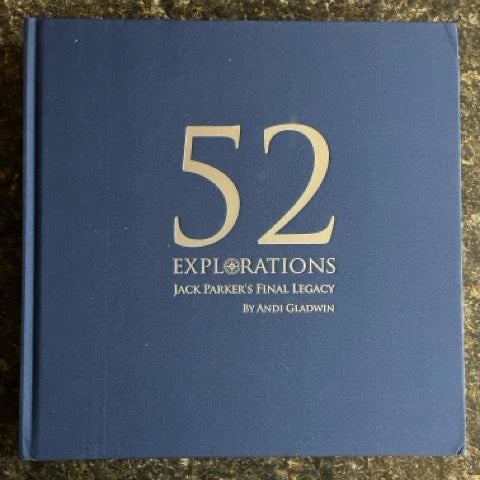 52
EXPLORATIONS
JACK PARKER'S FINAL LEGACY
BY ANDI GLADWIN